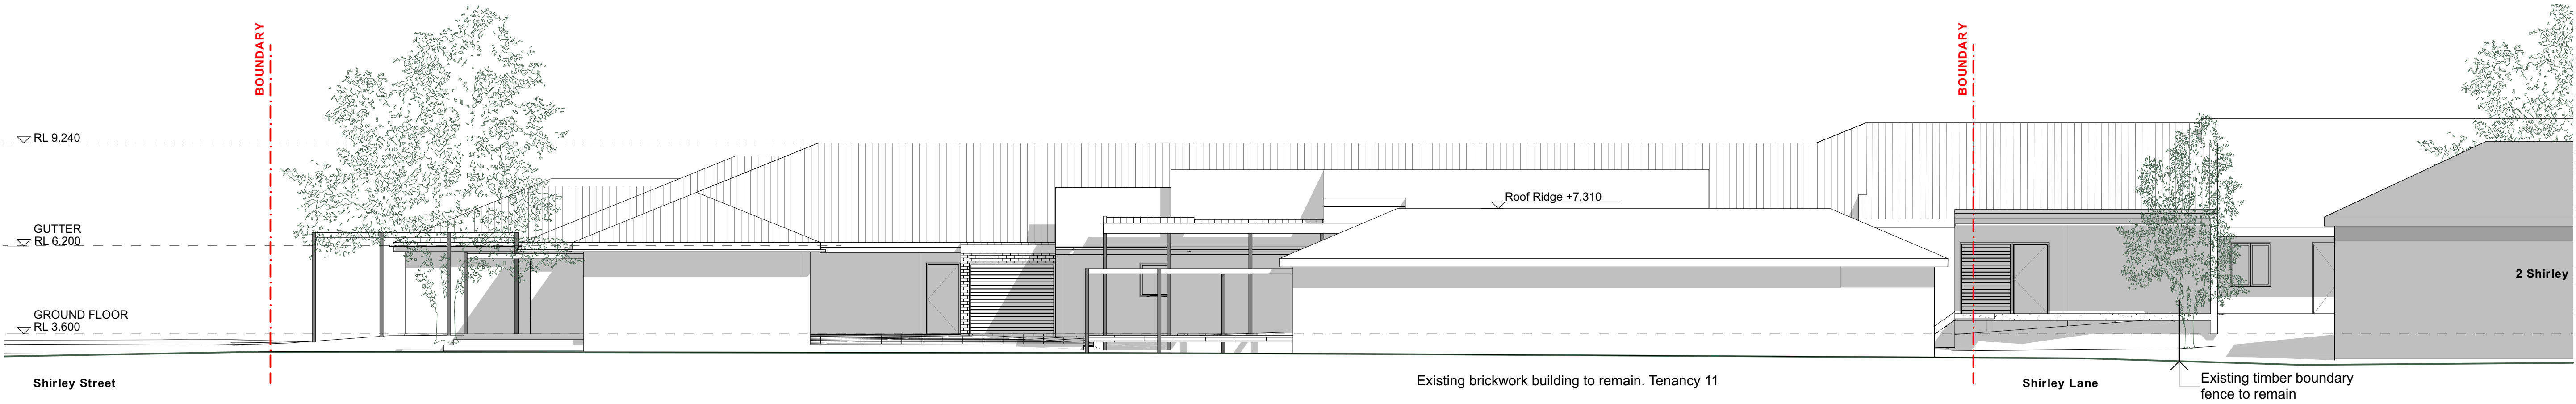 BOUNDARY
BOUNDARY
RL 9.240
Roof Ridge +7,310
GUTTER
RL 6.200
2 Shirley
GROUND FLOOR
RL 3.600
Shirley Street
Existing brickwork building to remain. Tenancy 11
Shirley Lane
Existing timber boundary
fence to remain